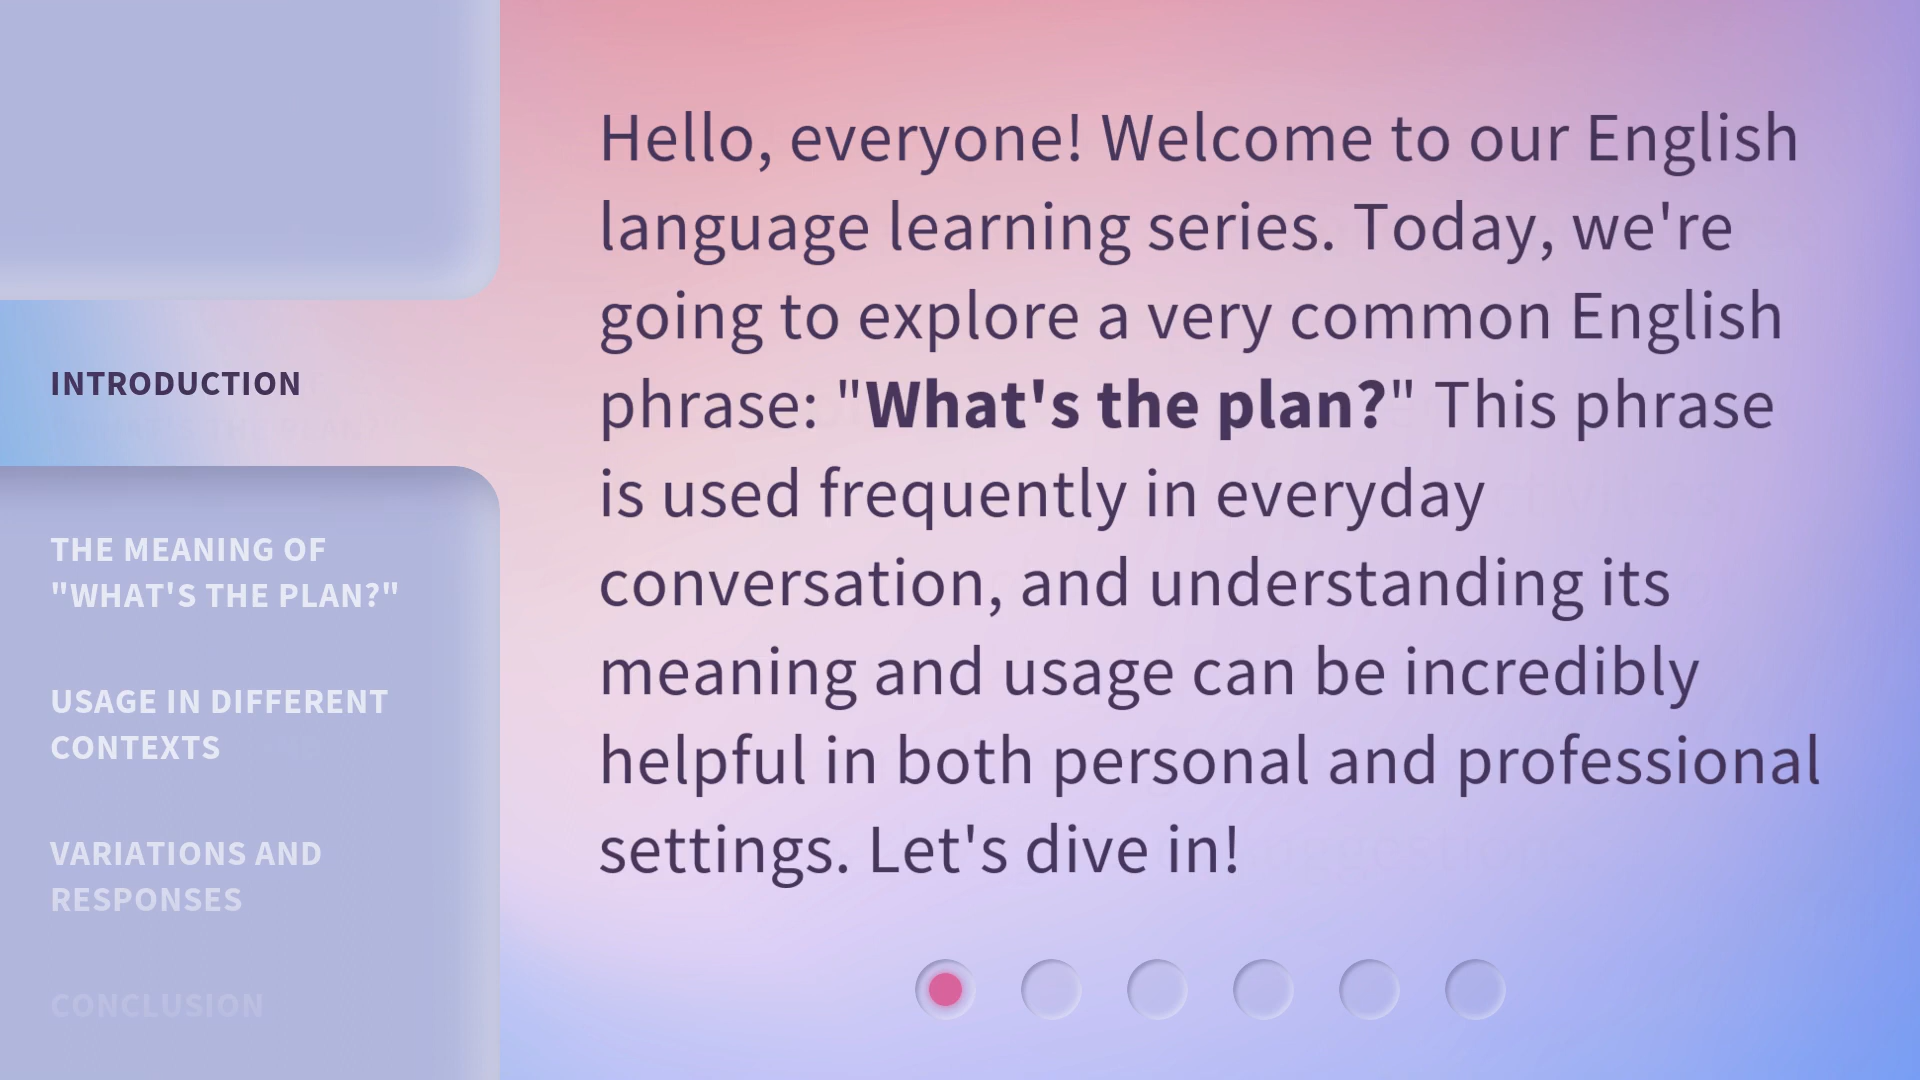 INTRODUCTION
THE MEANING OF
"WHAT'S THE PLAN?"
USAGE IN DIFFERENT
CONTEXTS
VARIATIONS AND
RESPONSES
CONCLUSION
Hello, everyone! Welcome to our English
language learning series. Today, we're
going to explore a very common English
phrase: "What's the plan?" This phrase
is used frequently in everyday
conversation, and understanding its
meaning and usage can be incredibly
helpful in both personal and professional
settings. Let's dive in!